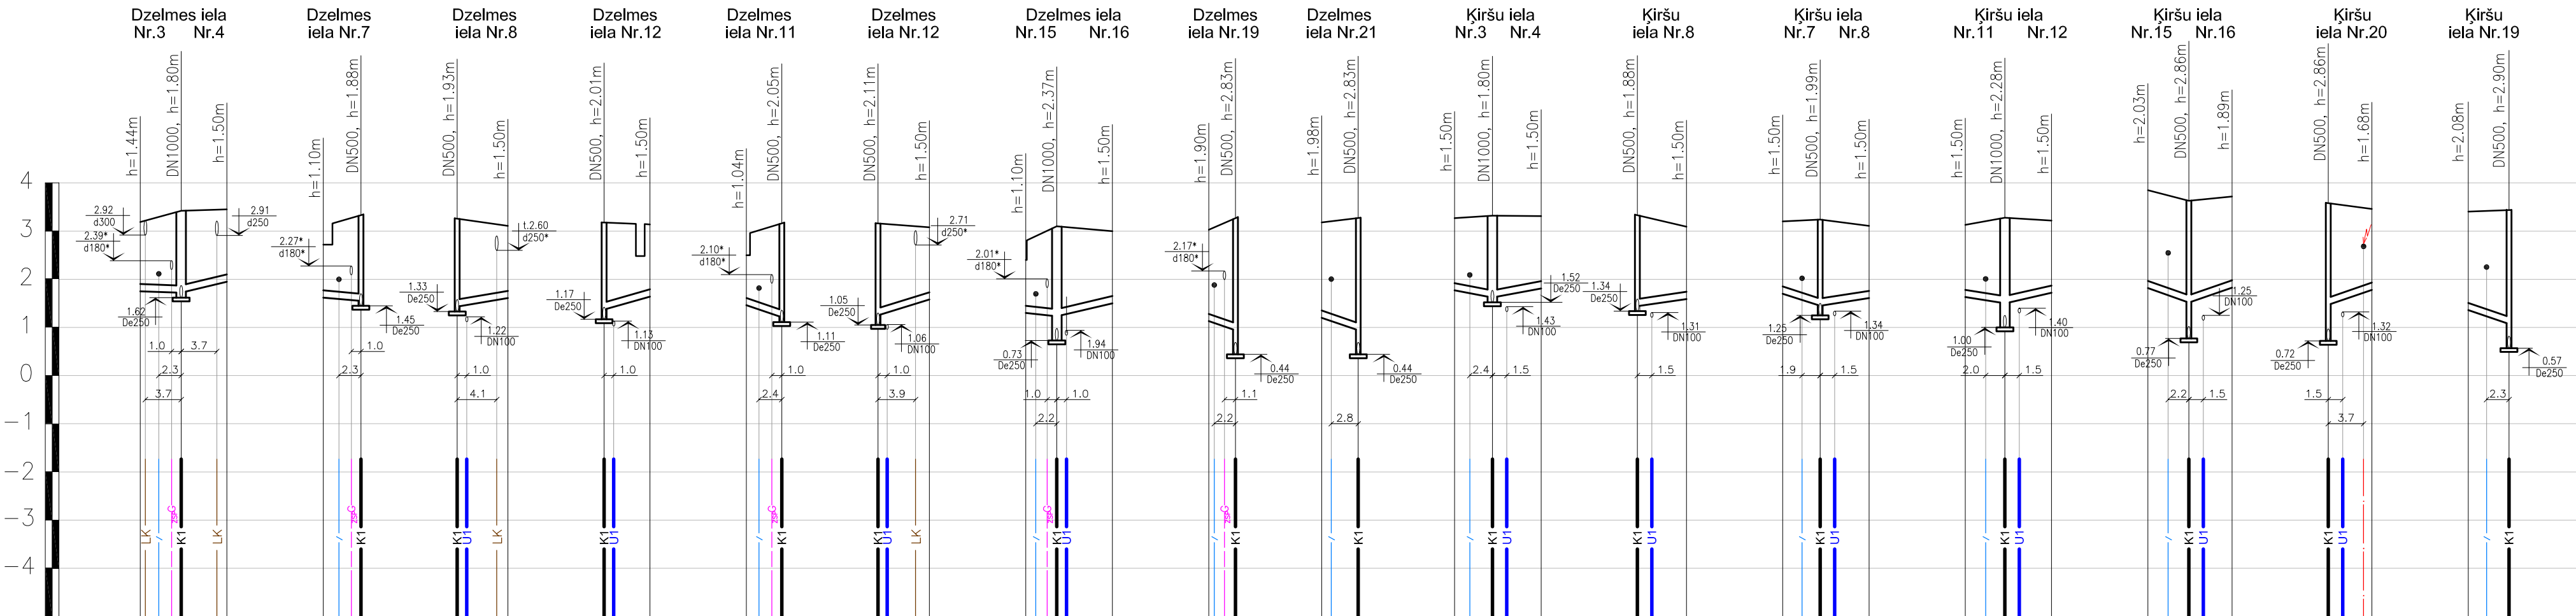 Dzelmes iela
Nr.3 Nr.4
Dzelmes
iela Nr.7
Dzelmes
iela Nr.8
Dzelmes
iela Nr.12
Dzelmes
iela Nr.11
Dzelmes
iela Nr.12
Dzelmes iela
Nr.15 Nr.16
Dzelmes
iela Nr.19
Dzelmes
iela Nr.21
Ķiršu iela
Nr.3 Nr.4
Ķiršu
iela Nr.8
Ķiršu iela
Nr.7 Nr.8
Ķiršu iela
Nr.11 Nr.12
Ķiršu iela
Nr.15 Nr.16
Ķiršu
iela Nr.20
Ķiršu
iela Nr.19
h=1.44m
DN1000, h=1.80m
h=1.50m
h=1.10m
DN500, h=1.88m
DN500, h=1.93m
h=1.50m
DN500, h=2.01m
h=1.50m
h=1.04m
DN500, h=2.05m
DN500, h=2.11m
h=1.50m
h=1.10m
DN1000, h=2.37m
h=1.50m
h=1.90m
DN500, h=2.83m
h=1.98m
DN500, h=2.83m
h=1.50m
DN1000, h=1.80m
h=1.50m
DN500, h=1.88m
h=1.50m
h=1.50m
DN500, h=1.99m
h=1.50m
h=1.50m
DN1000, h=2.28m
h=1.50m
h=2.03m
DN500, h=2.86m
h=1.89m
DN500, h=2.86m
h=1.68m
h=2.08m
DN500, h=2.90m
4
3
2
1
0
−1
−2
−3
−4
2.92
d300
2.39*
d180*
2.91
d250
1.62
De250
1.0 3.7
2.3
3.7
2.27*
d180*
1.45
De250
1.0
2.3
1.33
De250
t.2.60
d250*
1.22
DN100
1.0
4.1
1.17
De250
1.13
DN100
1.0
2.10*
d180*
1.11
De250
1.0
2.4
1.05
De250
2.71
d250*
1.06
DN100
1.0
3.9
2.01*
d180*
0.73
De250
1.94
DN100
1.0 1.0
2.2
2.17*
d180*
0.44
De250
1.1
2.2
0.44
De250
2.8
1.52
De250
1.43
DN100
2.4 1.5
1.34
De250
1.31
DN100
1.5
1.25
De250
1.34
DN100
1.9 1.5
1.00
De250
1.40
DN100
2.0 1.5
1.25
DN100
0.77
De250
2.2 1.5
0.72
De250
1.32
DN100
1.5
3.7
0.57
De250
2.3
LK K1 LK
K1
K1 U1 LK
K1 U1
K1
K1 U1 LK
K1 U1
K1
K1
K1 U1
K1 U1
K1 U1
K1 U1
K1 U1
K1 U1
K1